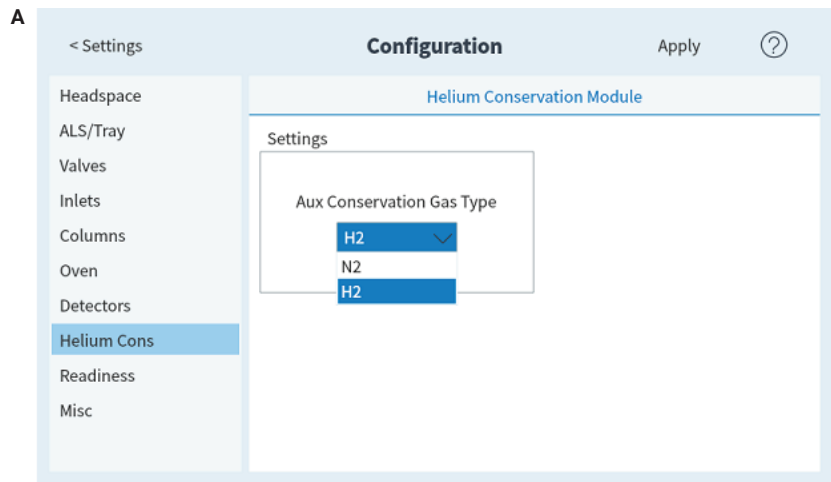 A
< Settings
Configuration
Apply
?
Headspace
ALS/Tray
Valves
Inlets
Columns
Oven
Detectors
Helium Cons
Readiness
Misc
Helium Conservation Module
Settings
Aux Conservation Gas Type
H2
N2
H2